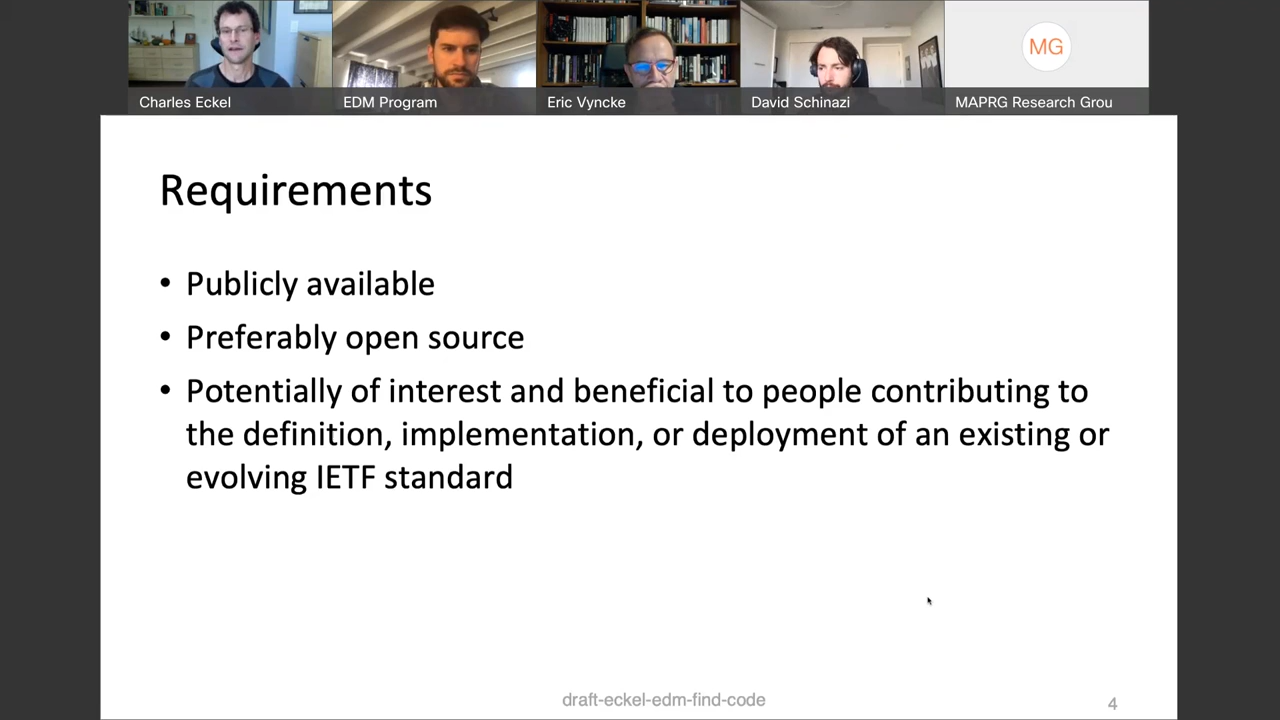 MG
Charles Eckel
EDM Program
Eric Vyncke
David Schinazi
MAPRG Research Grou
Requirements
• Publicly available
• Preferably open source
• Potentially of interest and beneficial to people contributing to
the definition, implementation, or deployment of an existing or
evolving IETF standard
draft-eckel-edm-find-code
4